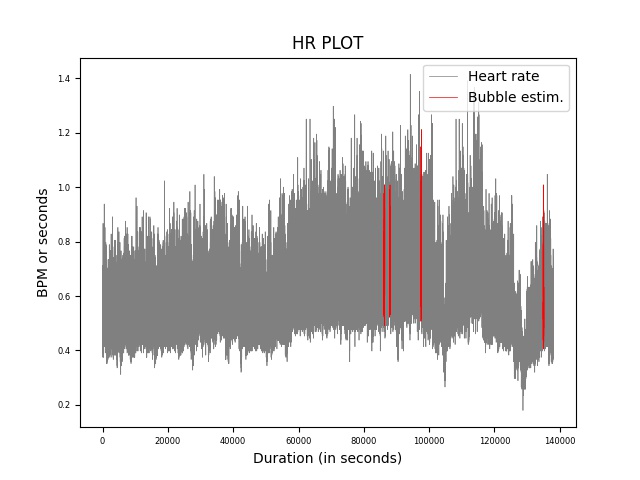 HR PLOT
Heart rate
Bubble estim.
BPM or seconds
1.4
1.2
1.0
0.8
0.6
0.4
0.2
0 20000 40000 60000 80000 100000 120000 140000
Duration (in seconds)